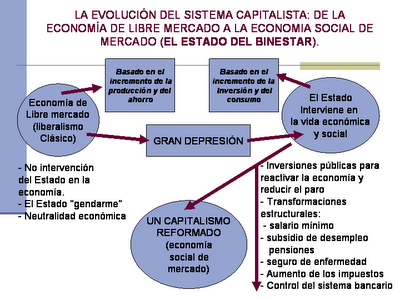 LA EVOLUCIÓN DEL SISTEMA CAPITALISTA: DE LA
ECONOMÍA DE LIBRE MERCADO A LA ECONOMIA SOCIAL DE
MERCADO (EL ESTADO DEL BINESTAR).
Basado en el
incremento de la
producción y del
ahorro
Basado en el
incremento de la
Inversión y del
consumo
Economía de
Libre mercado
(liberalismo
Clásico)
El Estado
Interviene en
la vida económica
y social
GRAN DEPRESIÓN
- No intervención
del Estado en la
economía.
- El Estado "gendarme"
- Neutralidad económica
UN CAPITALISMO
REFORMADO
(economía
social de
mercado)
- Inversiones públicas para
reactivar la economía y
reducir el paro
- Transformaciones
estructurales:
- salario mínimo
- subsidio de desempleo
pensiones
- seguro de enfermedad
- Aumento de los impuestos
- Control del sistema bancario